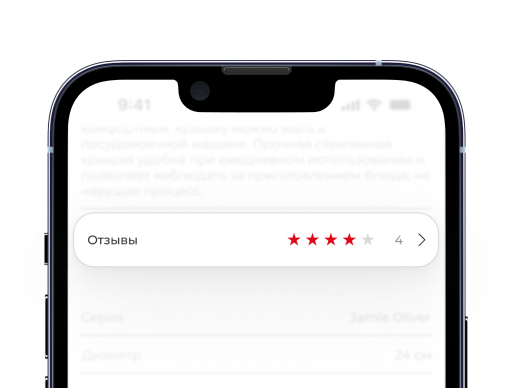 9:41
комфортным. Крышку можно мыть в
посудомоечной машине. Прочная стеклянная
крышка удобна при ежедневном использовании и
позволяет наблюдать за приготовлением блюда, не
нарушая процесс.
Отзывы 4
Серия Jamie Oliver
Диаметр 24 см